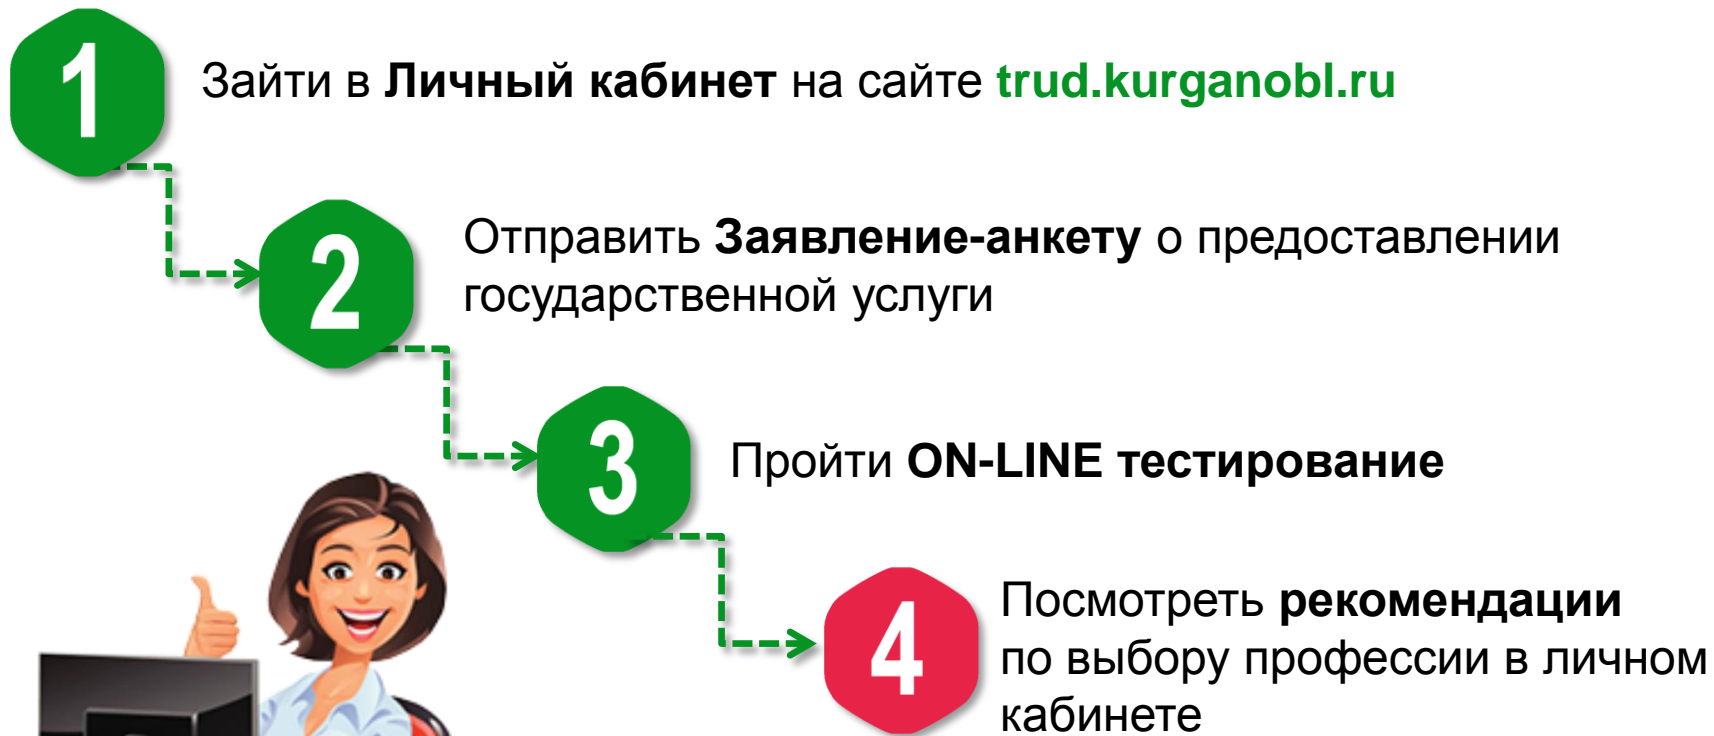 1
Зайти в Личный кабинет на сайте trud.kurganobl.ru
2
Отправить Заявление-анкету о предоставлении
государственной услуги
3
Пройти ON-LINE тестирование
4
Посмотреть рекомендации
по выбору профессии в личном
кабинете